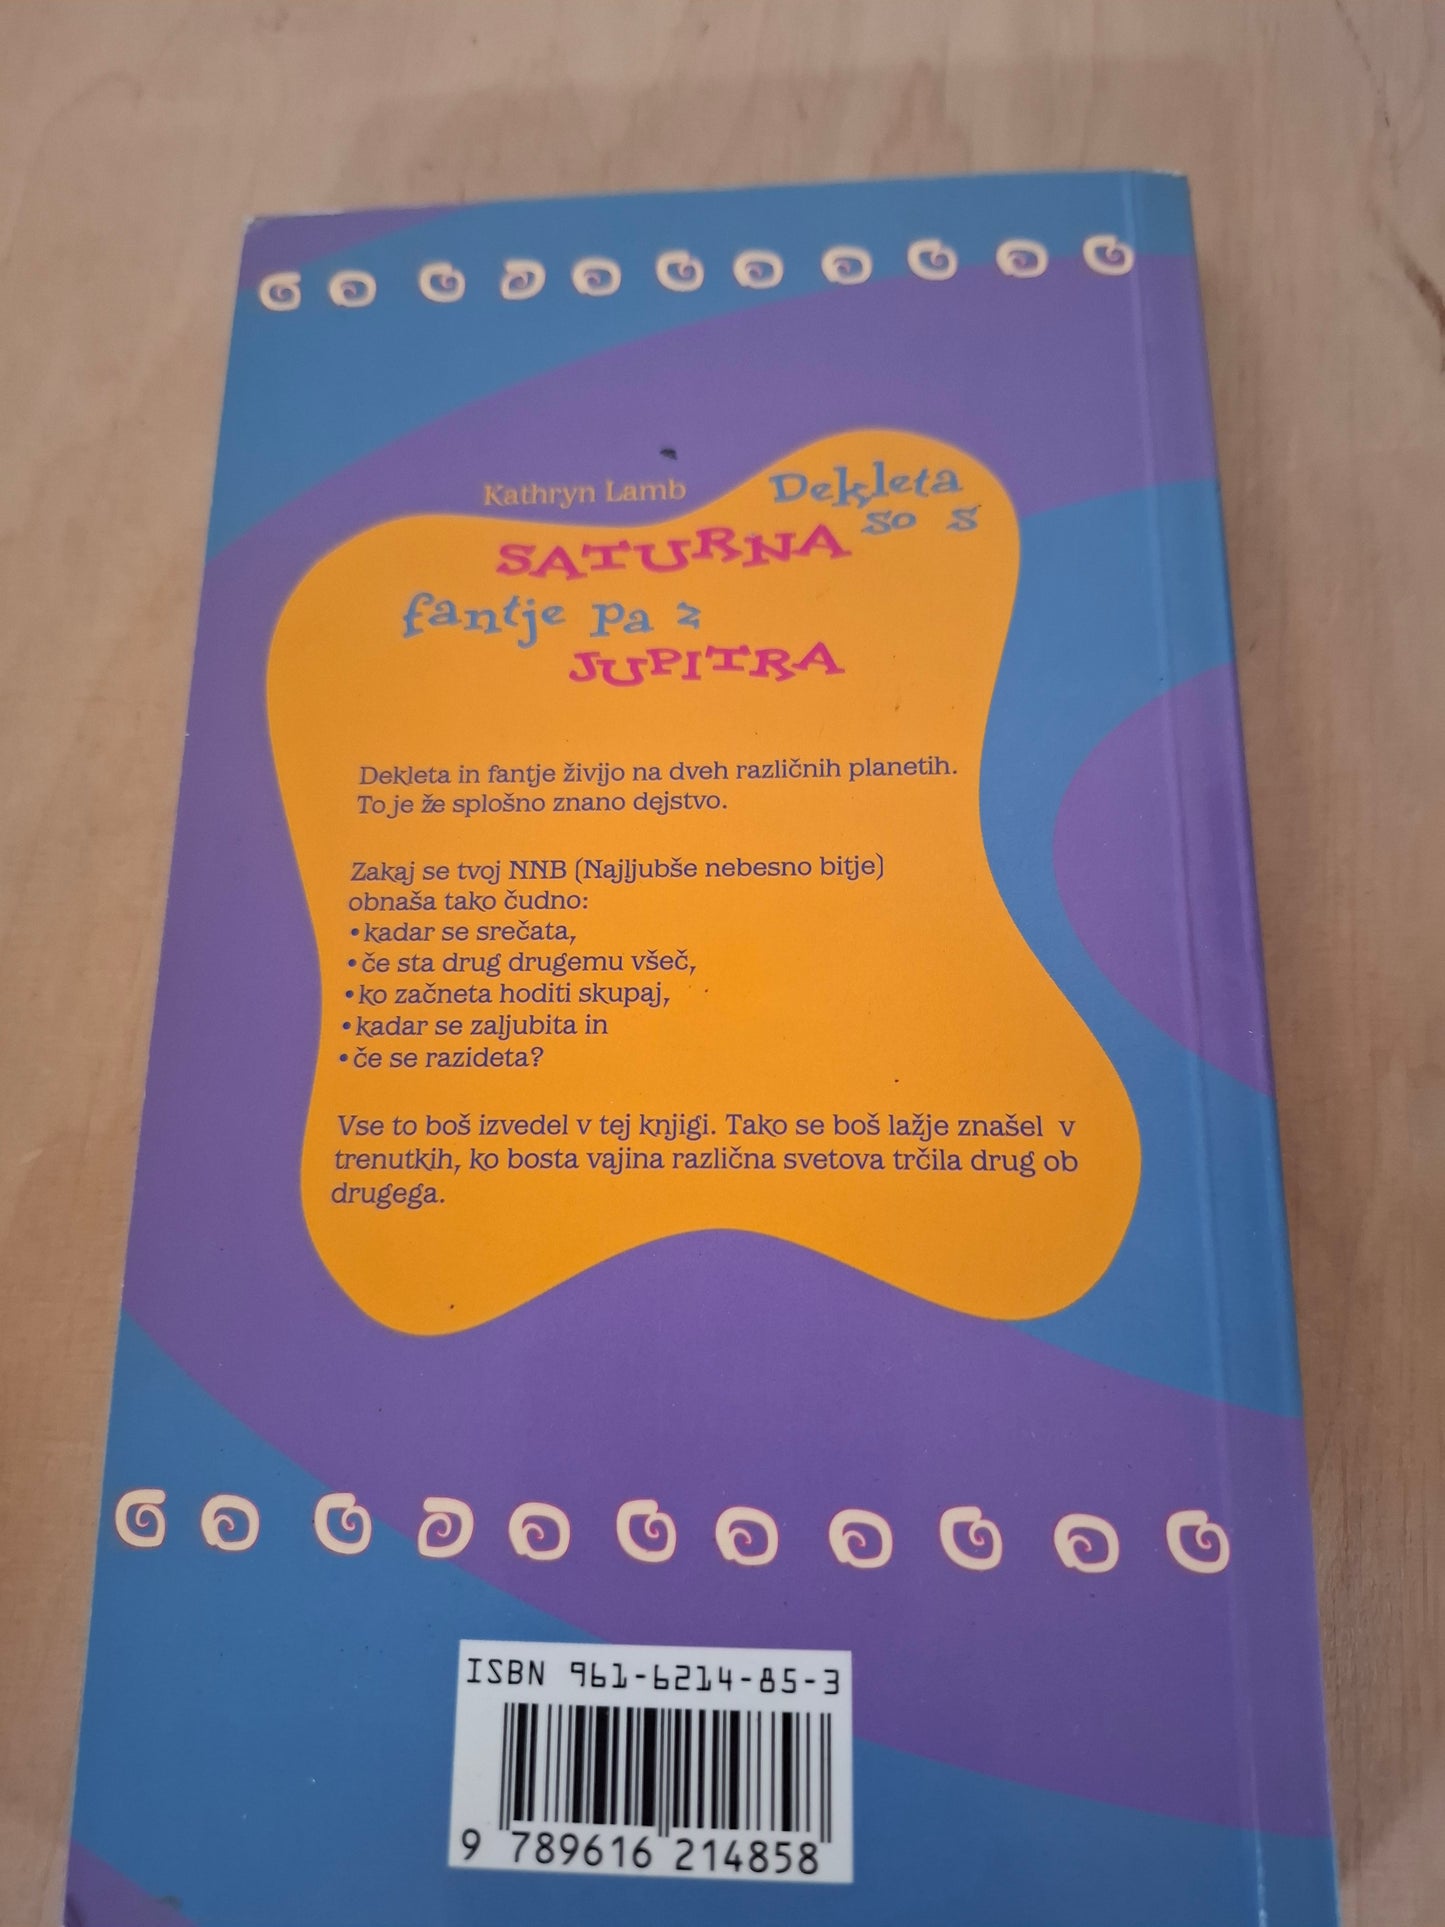 Kathryn Lamb
Dekleta
so s
SATURNA
fantje pa z
JUPITRA
Dekleta in fantje živijo na dveh različnih planetih.
To je že splošno znano dejstvo.
Zakaj se tvoj NNB (Najljubše nebesno bitje)
obnaša tako čudno:
• kadar se srečata,
• če sta drug drugemu všeč,
• ko začneta hoditi skupaj,
• kadar se zaljubita in
• če se razideta?
Vse to boš izvedel v tej knjigi. Tako se boš lažje znašel v
trenutkih, ko bosta vajina različna svetova trčila drug ob
drugega.
ISBN 961-6214-85-3
9 789616 214858